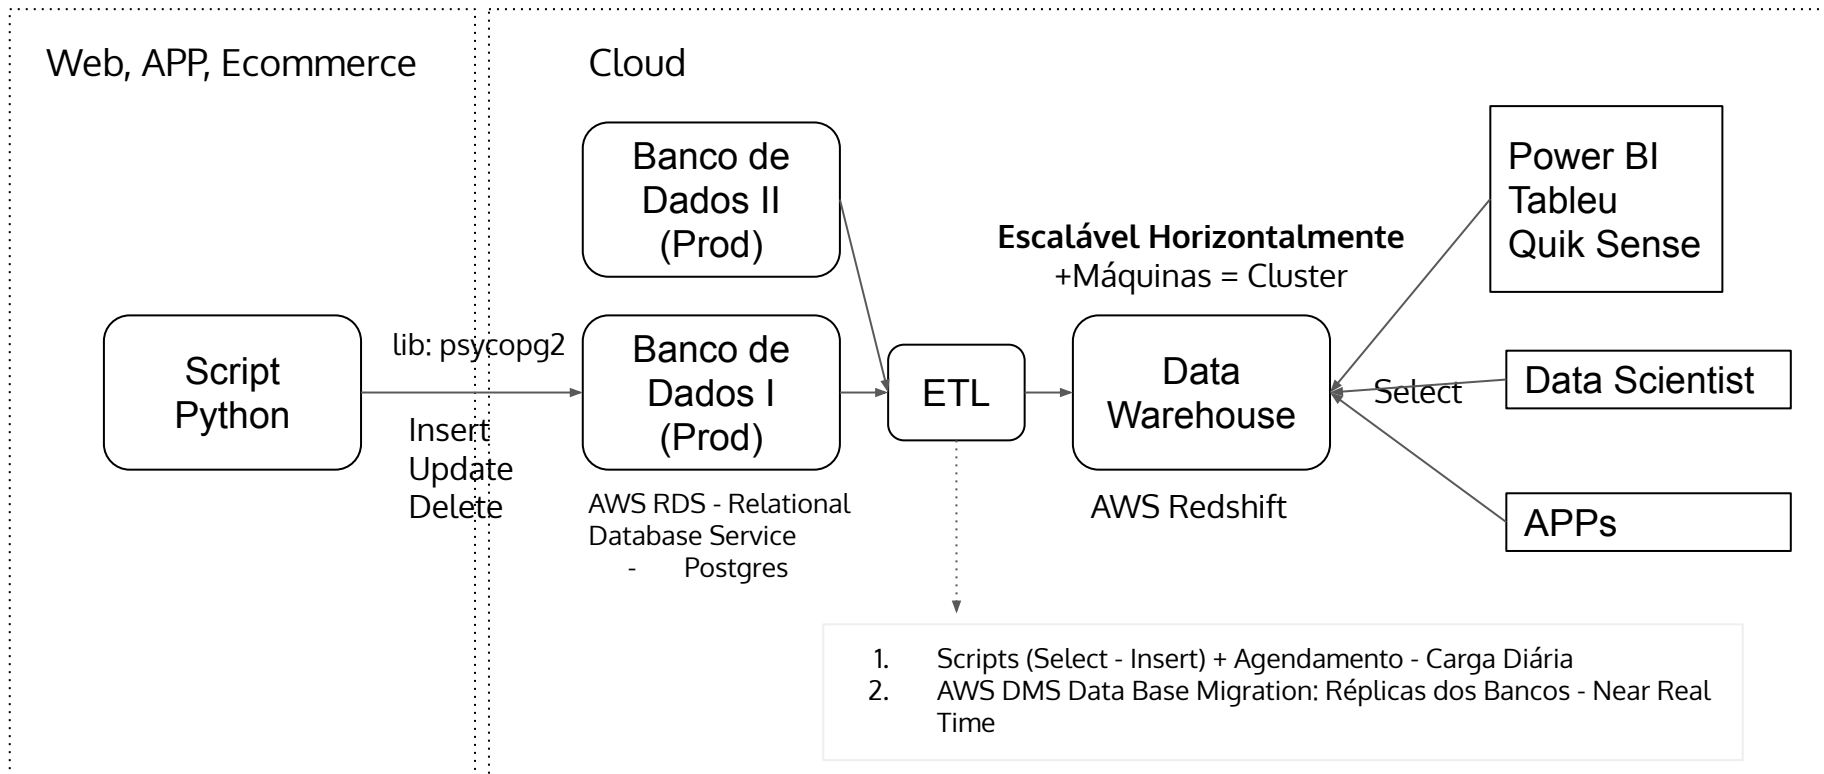 Web, APP, Ecommerce
Cloud
Banco de
Dados II
(Prod)
Escalável Horizontalmente
+Máquinas = Cluster
Power BI
Tableu
Quik Sense
Script
Python
lib: psycopg2
Insert
Update
Delete
Banco de
Dados I
(Prod)
AWS RDS - Relational
Database Service
- Postgres
ETL
Data
Warehouse
AWS Redshift
Select
Data Scientist
APPs
1. Scripts (Select - Insert) + Agendamento - Carga Diária
2. AWS DMS Data Base Migration: Réplicas dos Bancos - Near Real
Time